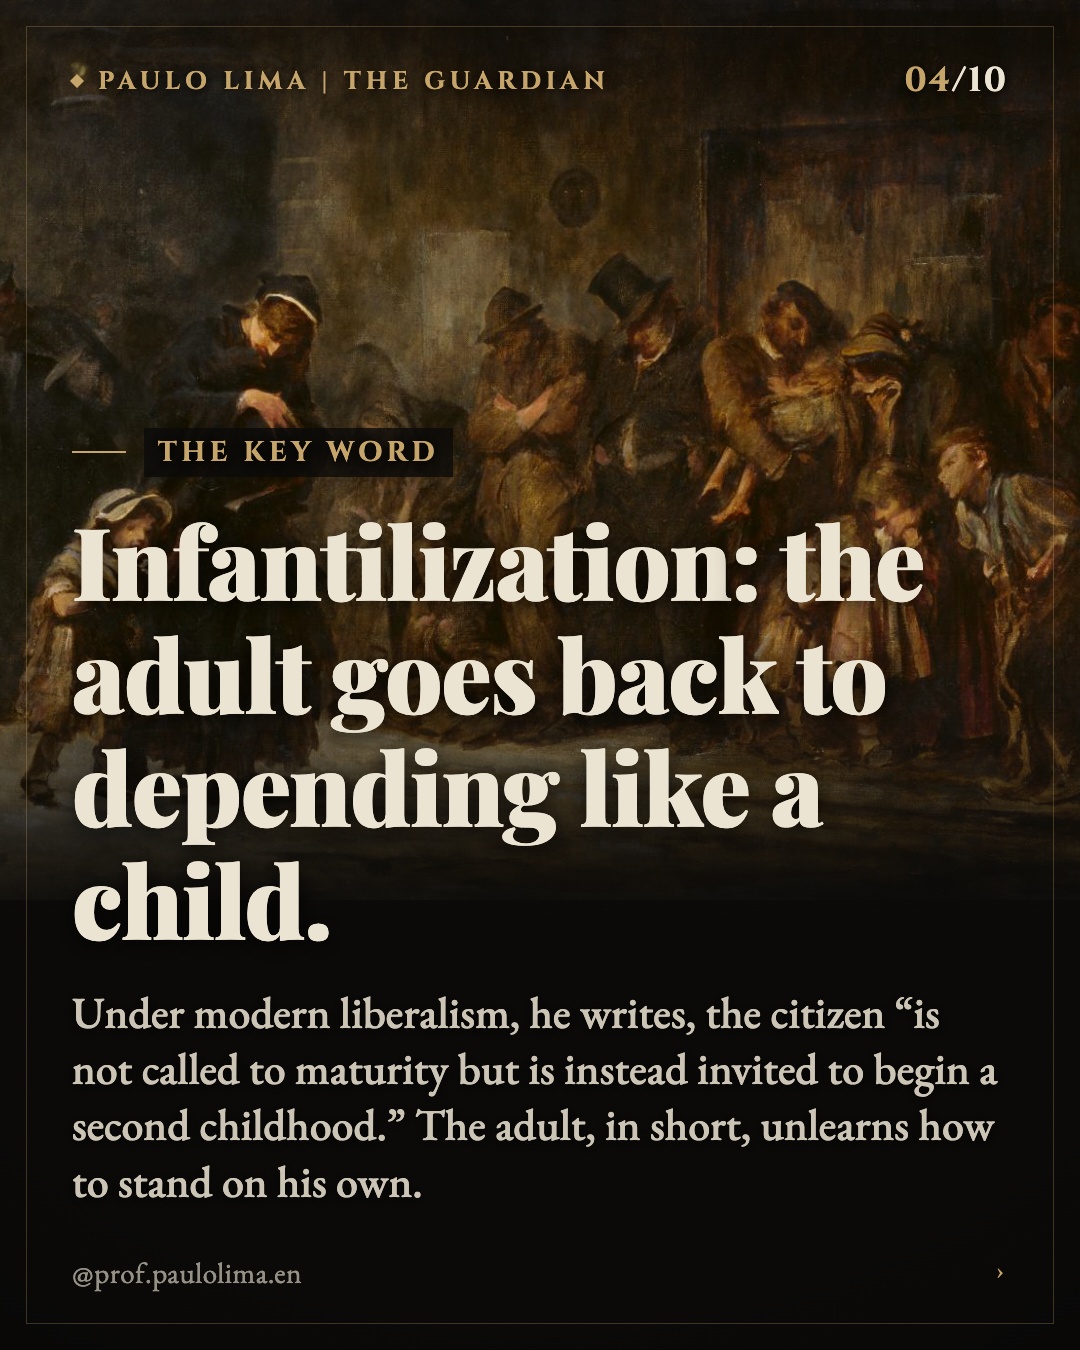 ◆ PAULO LIMA | THE GUARDIAN
04/10
THE KEY WORD
Infantilization: the
adult goes back to
depending like a
child.
Under modern liberalism, he writes, the citizen “is
not called to maturity but is instead invited to begin a
second childhood.” The adult, in short, unlearns how
to stand on his own.
@prof.paulolima.en
›